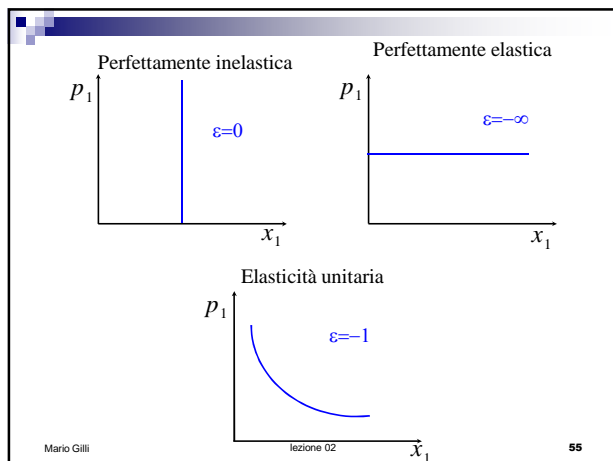 Perfettamente inelastica
p1
ε=0
x1
Perfettamente elastica
p1
ε=−∞
x1
Elasticità unitaria
p1
ε=−1
x1
Mario Gilli
lezione 02
55